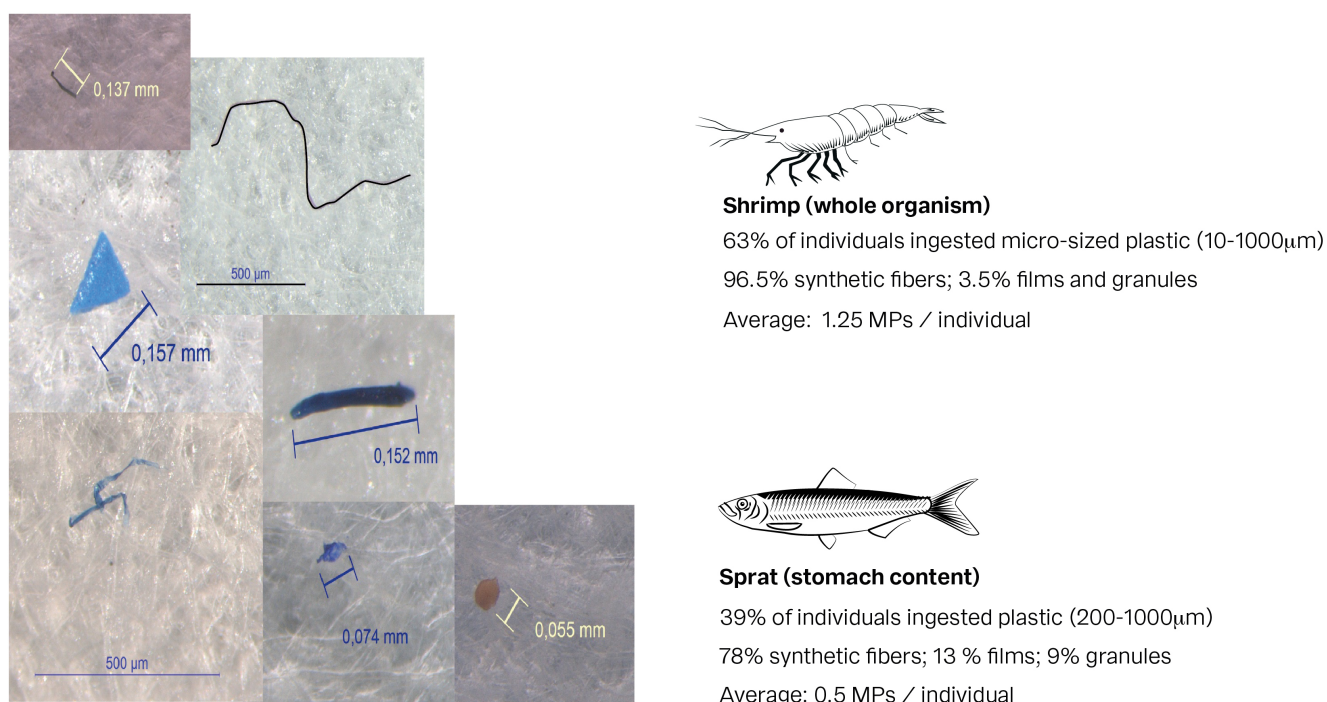 0,137 mm
500 µm
0,157 mm
0,152 mm
500 µm
0,074 mm
0,055 mm
Shrimp (whole organism)
63% of individuals ingested micro-sized plastic (10-1000µm)
96.5% synthetic fibers; 3.5% films and granules
Average: 1.25 MPs / individual
Sprat (stomach content)
39% of individuals ingested plastic (200-1000µm)
78% synthetic fibers; 13 % films; 9% granules
Average: 0.5 MPs / individual